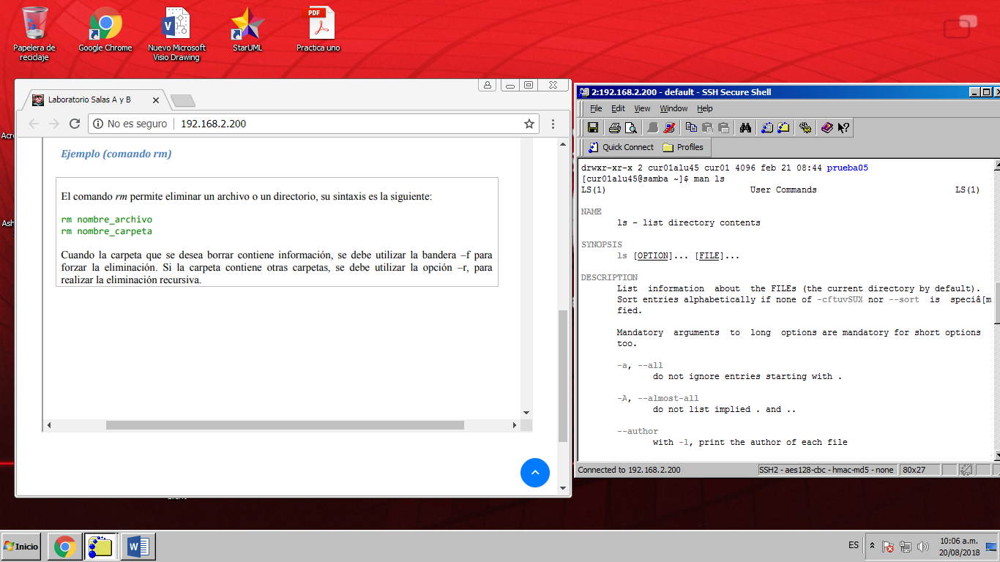 Papelera de
reciclaje
Google Chrome
Nuevo Microsoft
Visio Drawing
StarUML
PDF
Practica uno
Acr
Ash
Laboratorio Salas A y B
No es seguro
192.168.2.200
Ejemplo (comando rm)
El comando rm permite eliminar un archivo o un directorio, su sintaxis es la siguiente:
rm nombre_archivo
rm nombre_carpeta
Cuando la carpeta que se desea borrar contiene información, se debe utilizar la bandera –f para
forzar la eliminación. Si la carpeta contiene otras carpetas, se debe utilizar la opción –r, para
realizar la eliminación recursiva.
2:192.168.2.200 - default - SSH Secure Shell
File Edit View Window Help
Quick Connect Profiles
drwxr-xr-x 2 cur01alu45 cur01 4096 feb 21 08:44 prueba05
[cur01alu45@samba ~]$ man ls
LS(1) User Commands LS(1)
NAME
ls - list directory contents
SYNOPSIS
ls [OPTION]... [FILE]...
DESCRIPTION
List information about the FILEs (the current directory by default).
Sort entries alphabetically if none of -cftuvSUX nor --sort is speciâ[m
fied.
Mandatory arguments to long options are mandatory for short options
too.
-a, --all
do not ignore entries starting with .
-A, --almost-all
do not list implied . and ..
--author
with -l, print the author of each file
Connected to 192.168.2.200 SSH2 - aes128-cbc - hmac-md5 - none 80x27
Inicio
ES
10:06 a.m.
20/08/2018